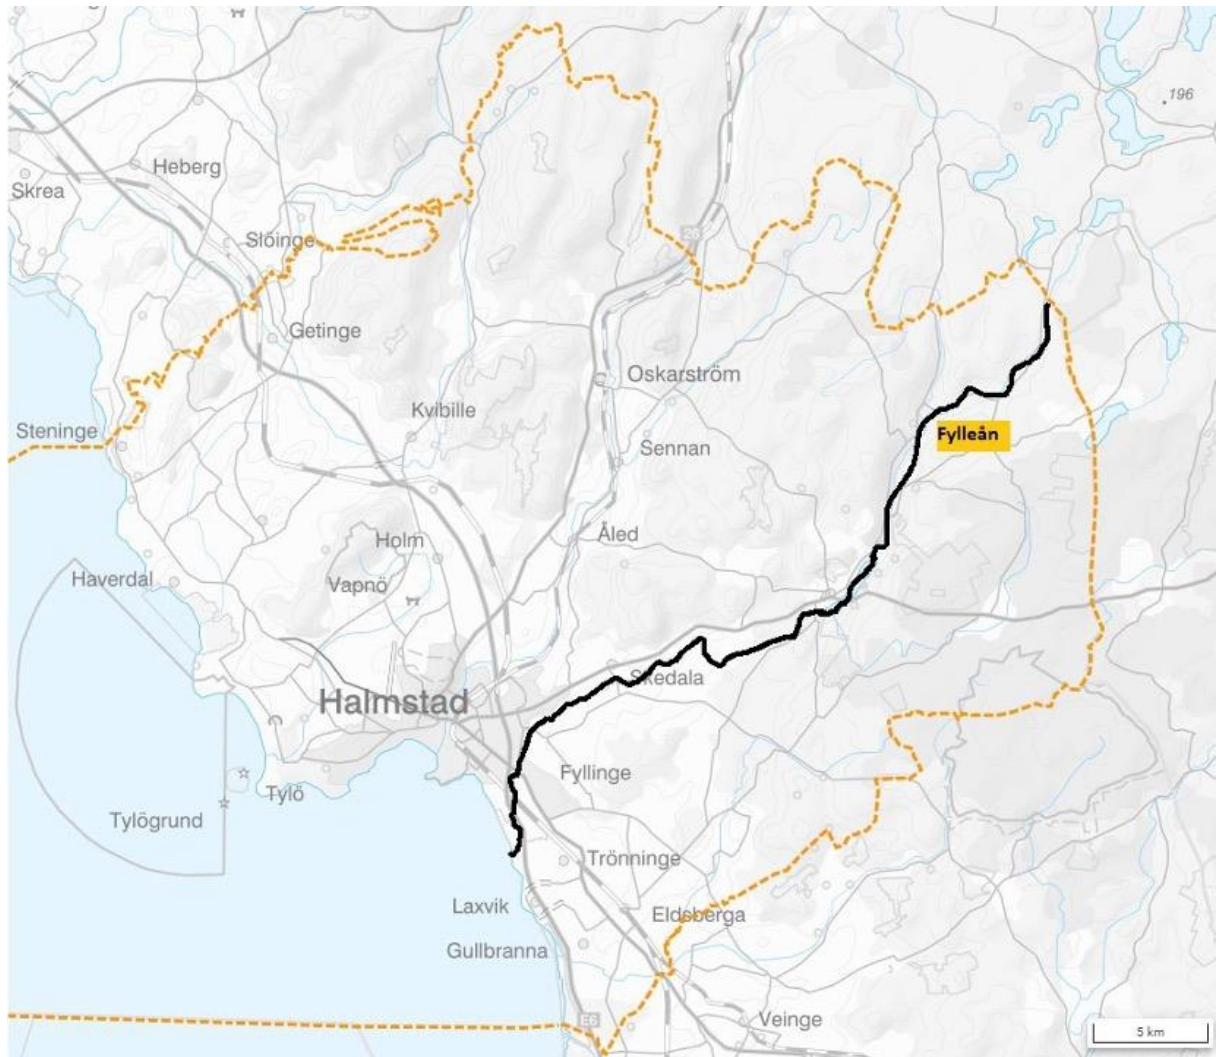 196
Heberg
Skrea
Slöinge
26
Getinge
Oskarström
Kvibille
Steninge
Fylleån
Sennan
Åled
Holm
Haverdal
Vapnö
Skedala
Halmstad
Fyllinge
Tylö
Tylögrund
Trönninge
Laxvik
Eldsberga
Gullbranna
E6
Veinge
5 km